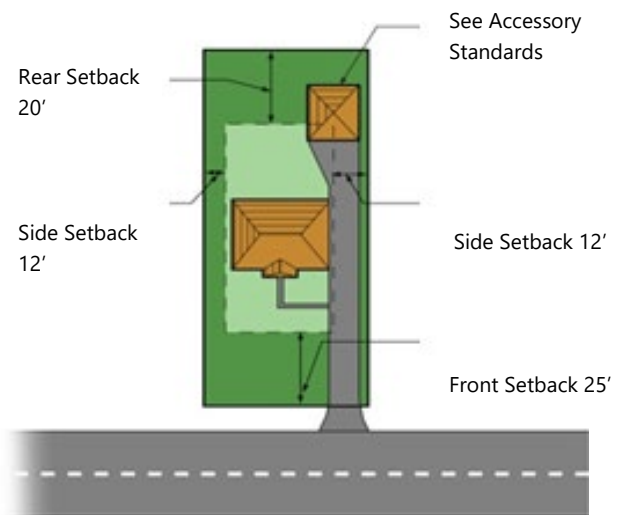 See Accessory
Standards
Rear Setback
20’
Side Setback
12’
Side Setback 12’
Front Setback 25’